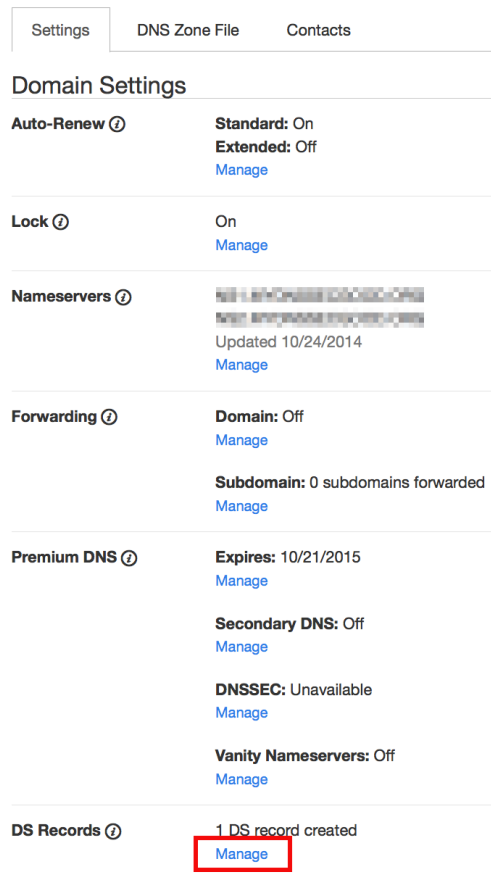 Settings DNS Zone File Contacts
Domain Settings
Auto-Renew Standard: On
Extended: Off
Manage
Lock On
Manage
Nameservers
Updated 10/24/2014
Manage
Forwarding Domain: Off
Manage
Subdomain: 0 subdomains forwarded
Manage
Premium DNS Expires: 10/21/2015
Manage
Secondary DNS: Off
Manage
DNSSEC: Unavailable
Manage
Vanity Nameservers: Off
Manage
DS Records 1 DS record created
Manage